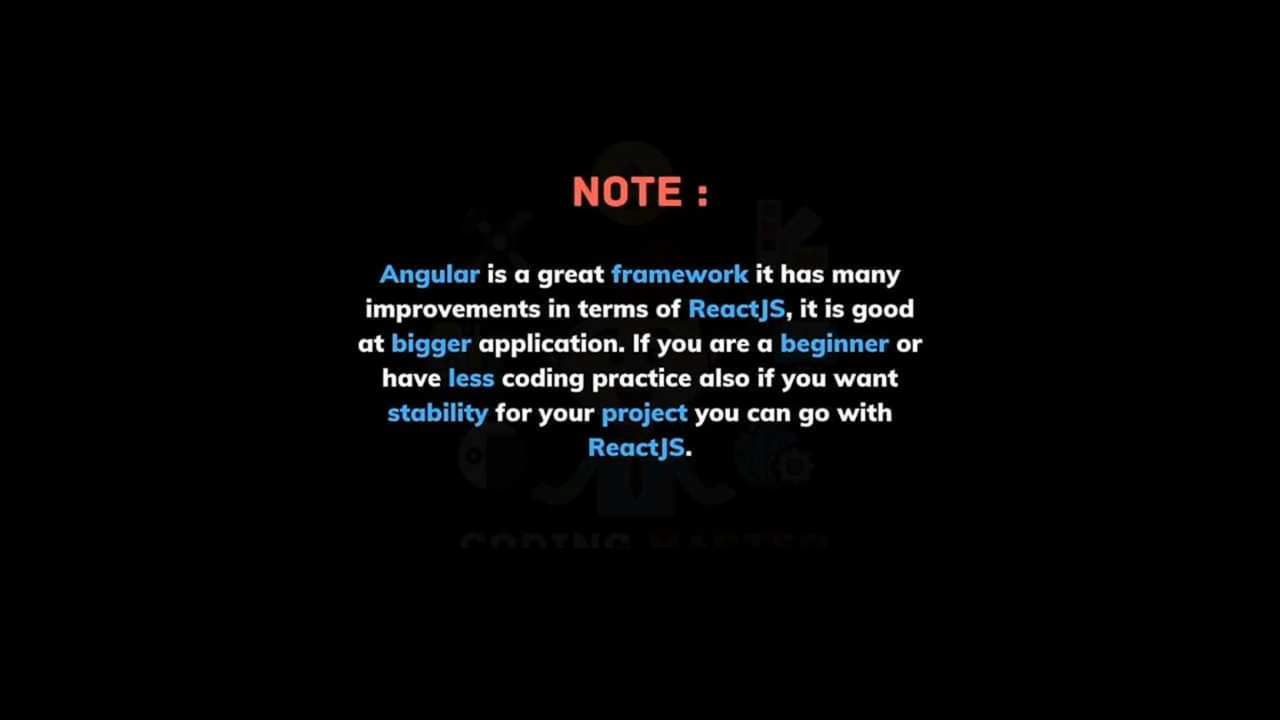 NOTE :
Angular is a great framework it has many
improvements in terms of ReactJS, it is good
at bigger application. If you are a beginner or
have less coding practice also if you want
stability for your project you can go with
ReactJS.
CODING MASTER